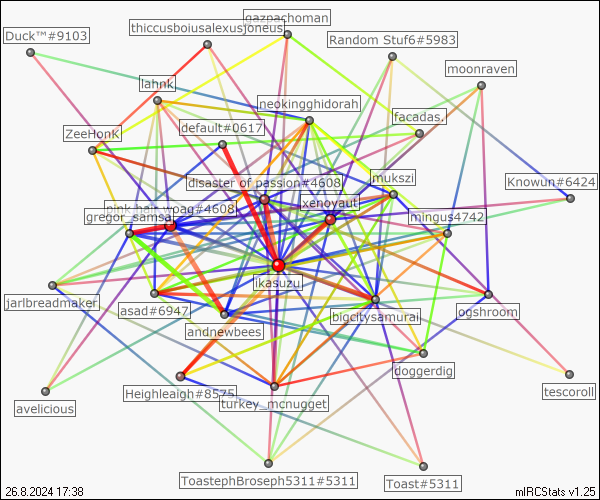 gazpachoman
thiccusboiusalexusjoneus
Duck™#9103
Random Stuf6#5983
moonraven
lahnk
neokingghidorah
facadas.
default#0617
ZeeHonK
mukszi
disaster of passion#4608
Knowun#6424
xenoyaut
pink hair wpag#4608
gregor_samsa
mingus4742
ikasuzu
jarlbreadmaker
asad#6947
bigcitysamurai
ogshroom
andnewbees
doggerdig
tescoroll
Heighleaigh#8575
turkey_mcnugget
avelicious
ToastephBroseph5311#5311
Toast#5311
26.8.2024 17:38
mIRCStats v1.25